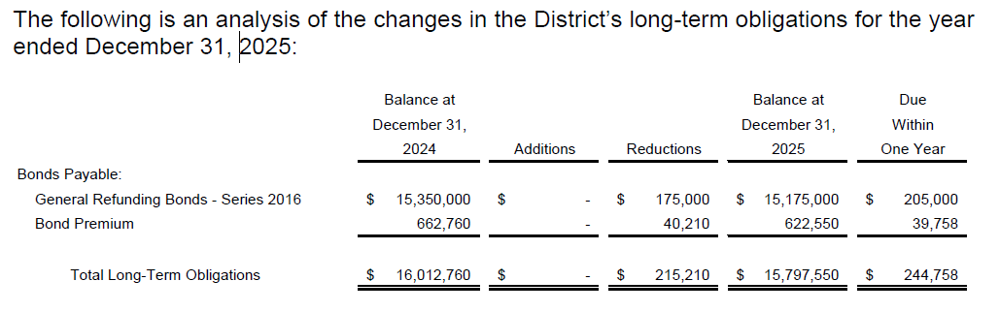 The following is an analysis of the changes in the District’s long-term obligations for the year
ended December 31, 2025:
Balance at Balance at Due
December 31, December 31, Within
2024 Additions Reductions 2025 One Year
Bonds Payable:
General Refunding Bonds - Series 2016 $ 15,350,000 $ - $ 175,000 $ 15,175,000 $ 205,000
Bond Premium 662,760 - 40,210 622,550 39,758
Total Long-Term Obligations $ 16,012,760 $ - $ 215,210 $ 15,797,550 $ 244,758